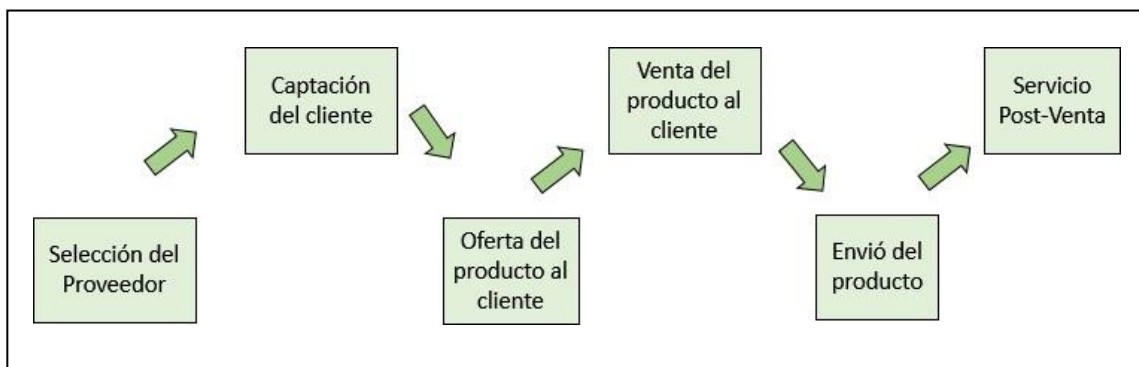 Selección del
Proveedor
Captación
del cliente
Oferta del
producto al
cliente
Venta del
producto al
cliente
Envió del
producto
Servicio
Post-Venta